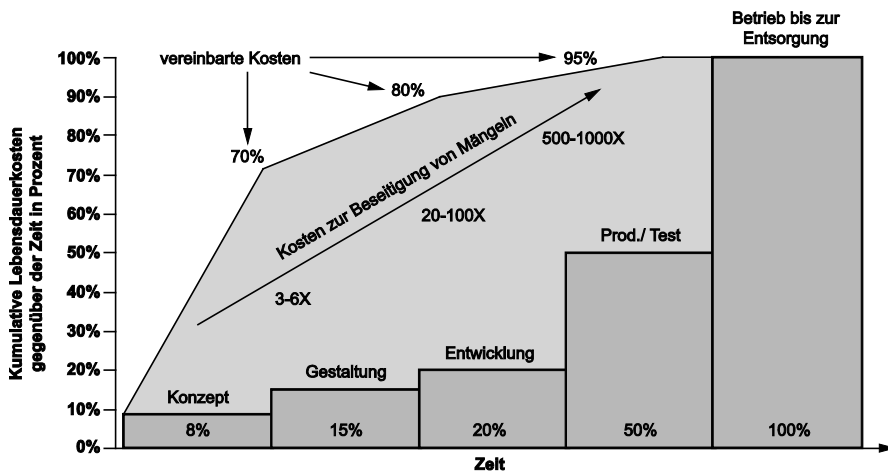 Betrieb bis zur
Entsorgung
100%
90%
80%
70%
60%
50%
40%
30%
20%
10%
0%
Kumulative Lebensdauerkosten
gegenüber der Zeit in Prozent
vereinbarte Kosten
70%
80%
95%
Kosten zur Beseitigung von Mängeln
3-6X
20-100X
500-1000X
Konzept
Gestaltung
Entwicklung
Prod./ Test
8%
15%
20%
50%
100%
Zeit